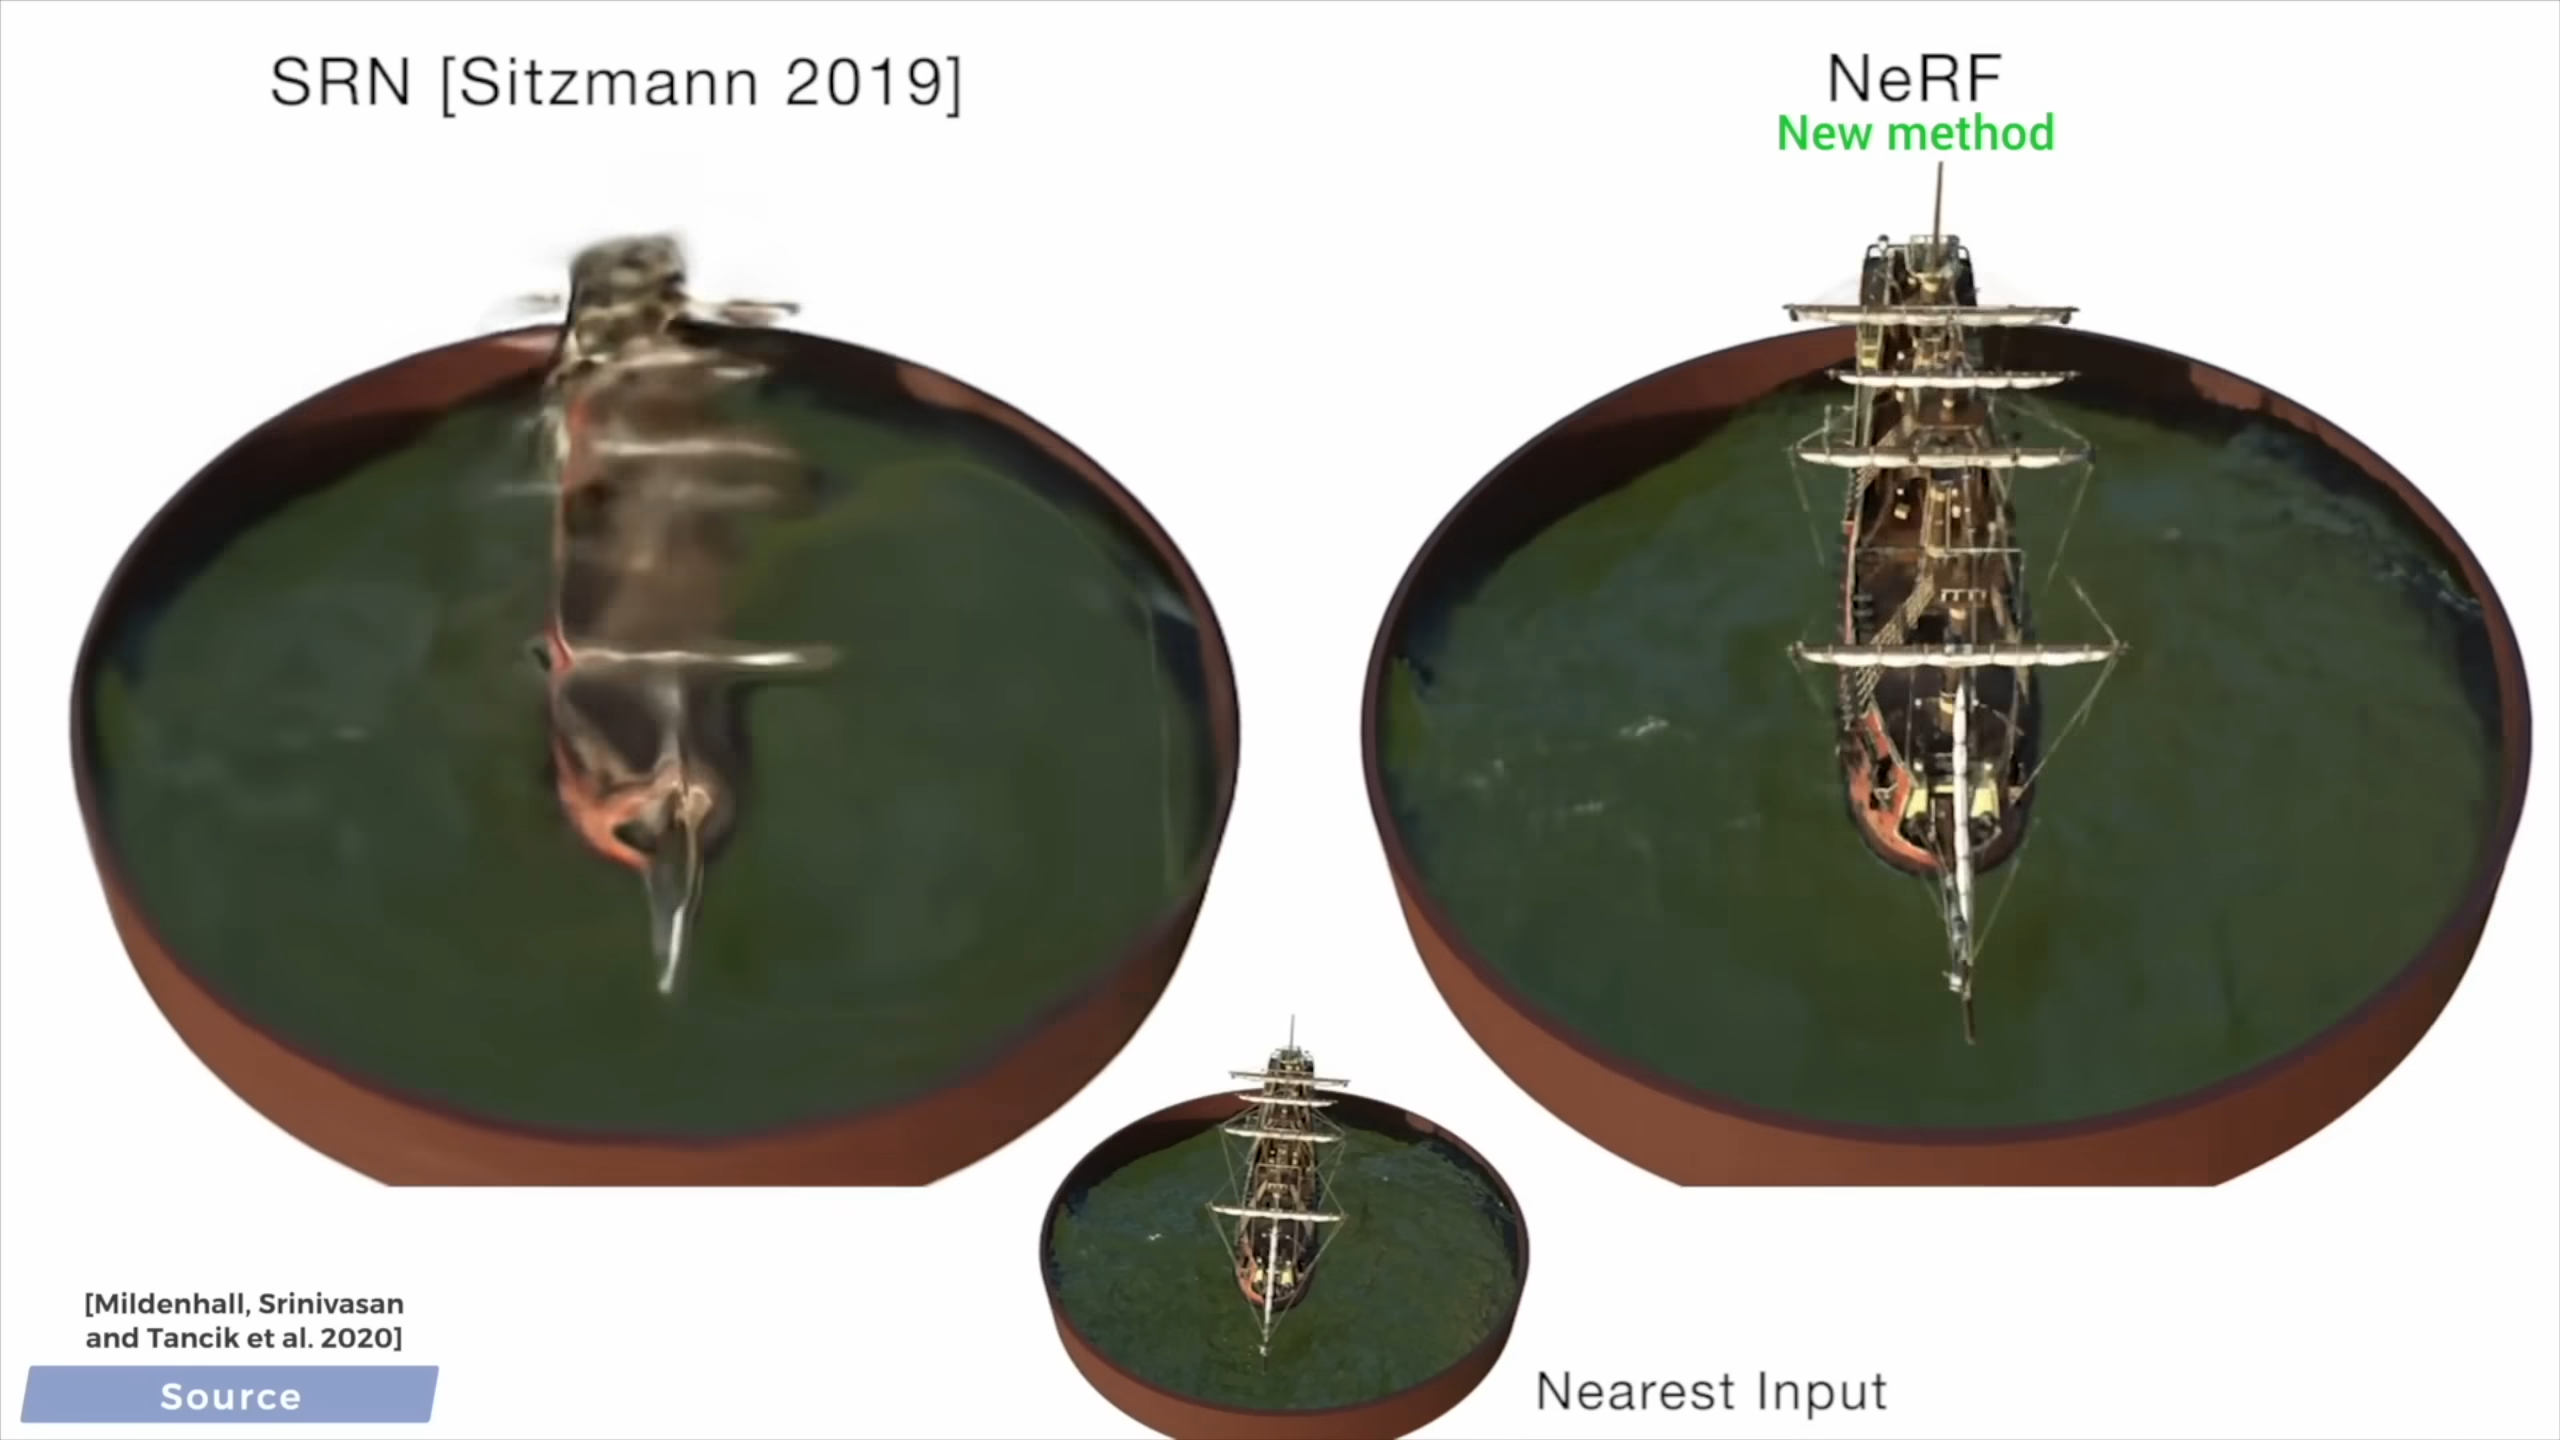 SRN [Sitzmann 2019]
NeRF
New method
[Mildenhall, Srinivasan
and Tancik et al. 2020]
Source
Nearest Input